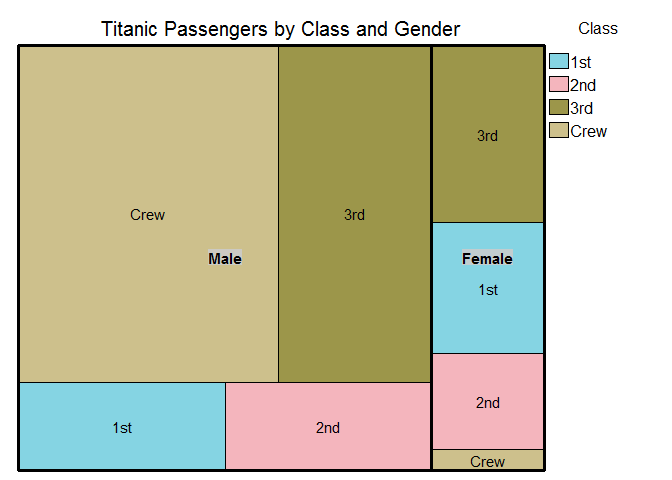 Titanic Passengers by Class and Gender
Class
1st
2nd
3rd
Crew
3rd
Crew
3rd
Male
Female
1st
2nd
1st
2nd
Crew